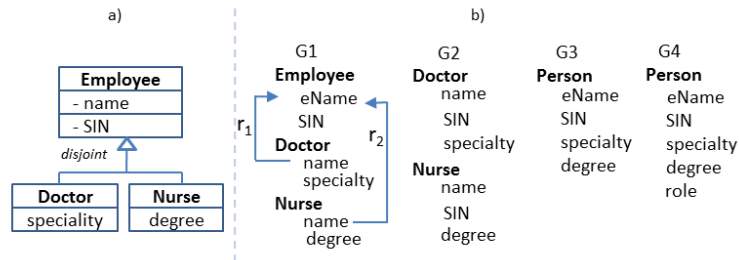 a)
Employee
- name
- SIN
disjoint
Doctor
speciality
Nurse
degree
b)
G1
Employee
eName
SIN
r1
r2
Doctor
name
specialty
Nurse
name
degree
G2
Doctor
name
SIN
specialty
Nurse
name
SIN
degree
G3
Person
eName
SIN
specialty
degree
G4
Person
eName
SIN
specialty
degree
role